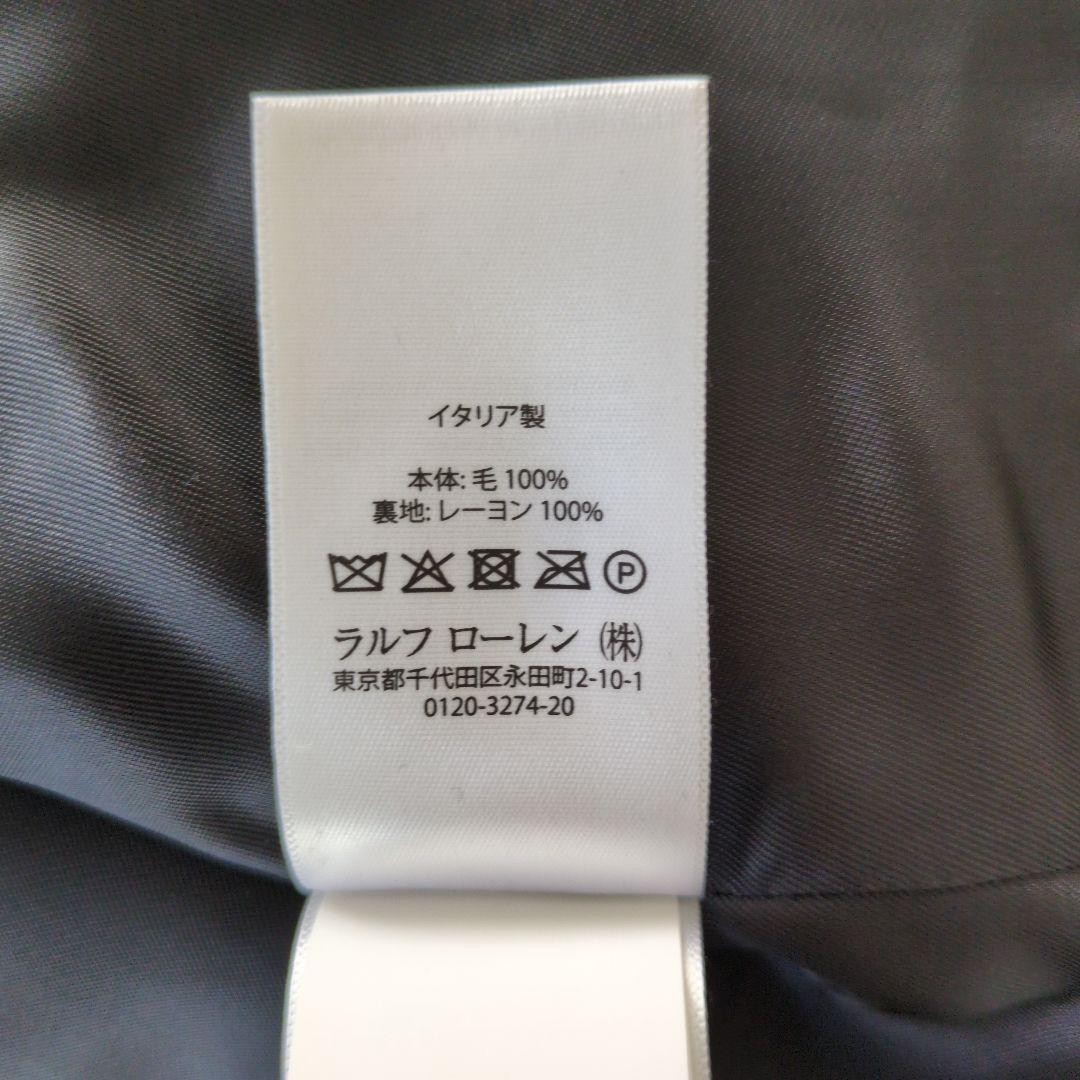 イタリア製
本体: 毛 100%
裏地: レーヨン 100%
P
ラルフ ローレン ㈱
東京都千代田区永田町2-10-1
0120-3274-20